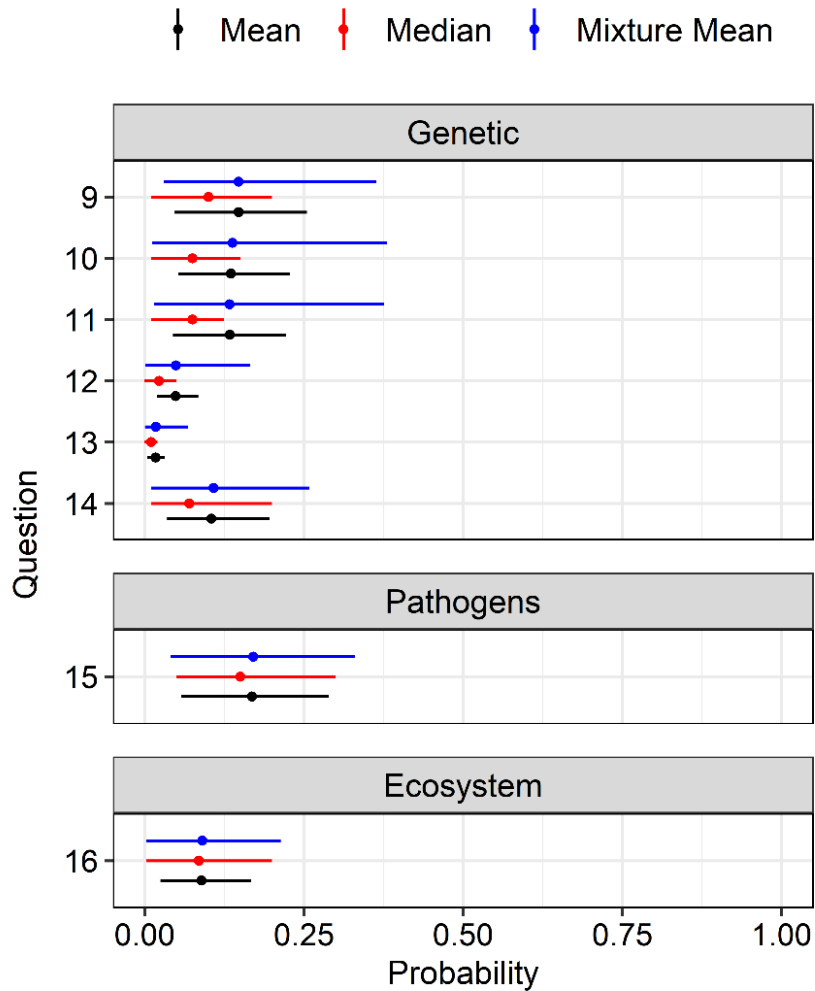 Mean Median Mixture Mean
Genetic
9
10
11
12
13
14
Question
Pathogens
15
Ecosystem
16
0.00 0.25 0.50 0.75 1.00
Probability